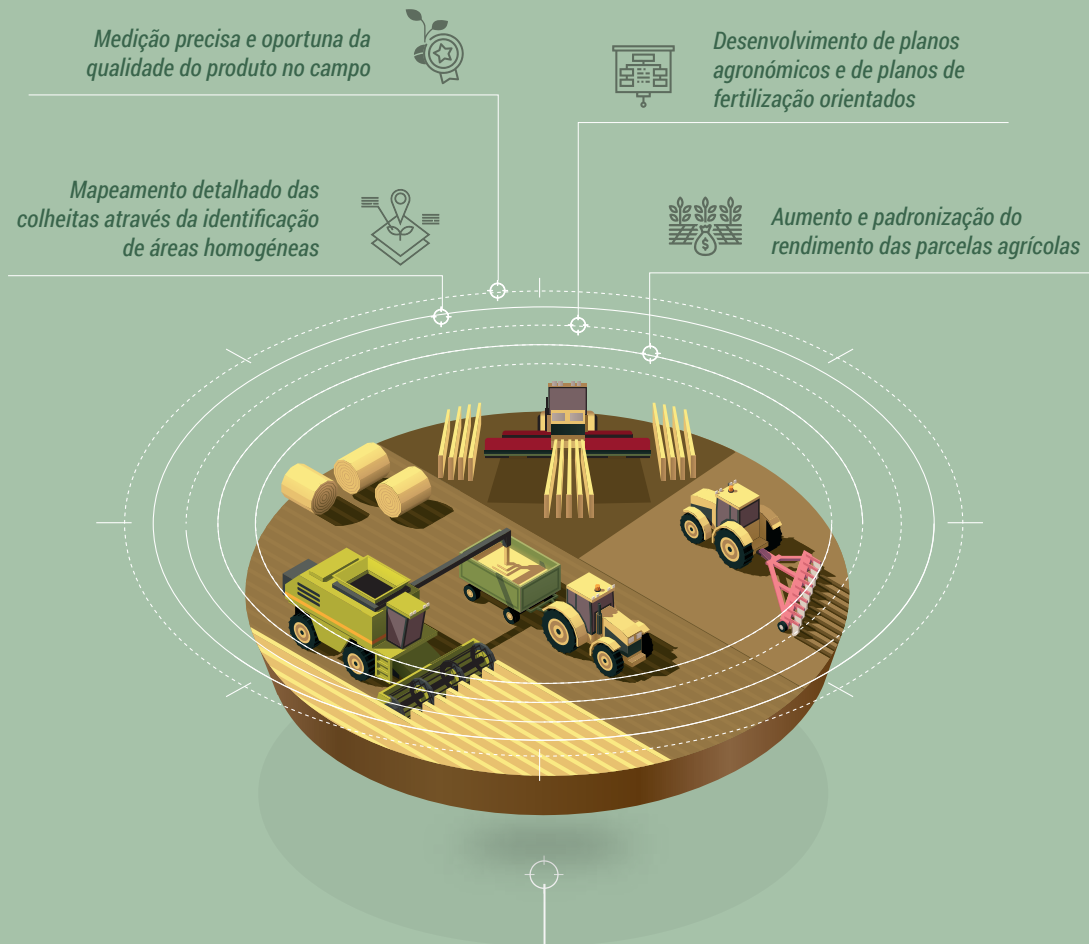 Medição precisa e oportuna da
qualidade do produto no campo
Desenvolvimento de planos
agronómicos e de planos de
fertilização orientados
Mapeamento detalhado das
colheitas através da identificação
de áreas homogéneas
$
Aumento e padronização do
rendimento das parcelas agrícolas